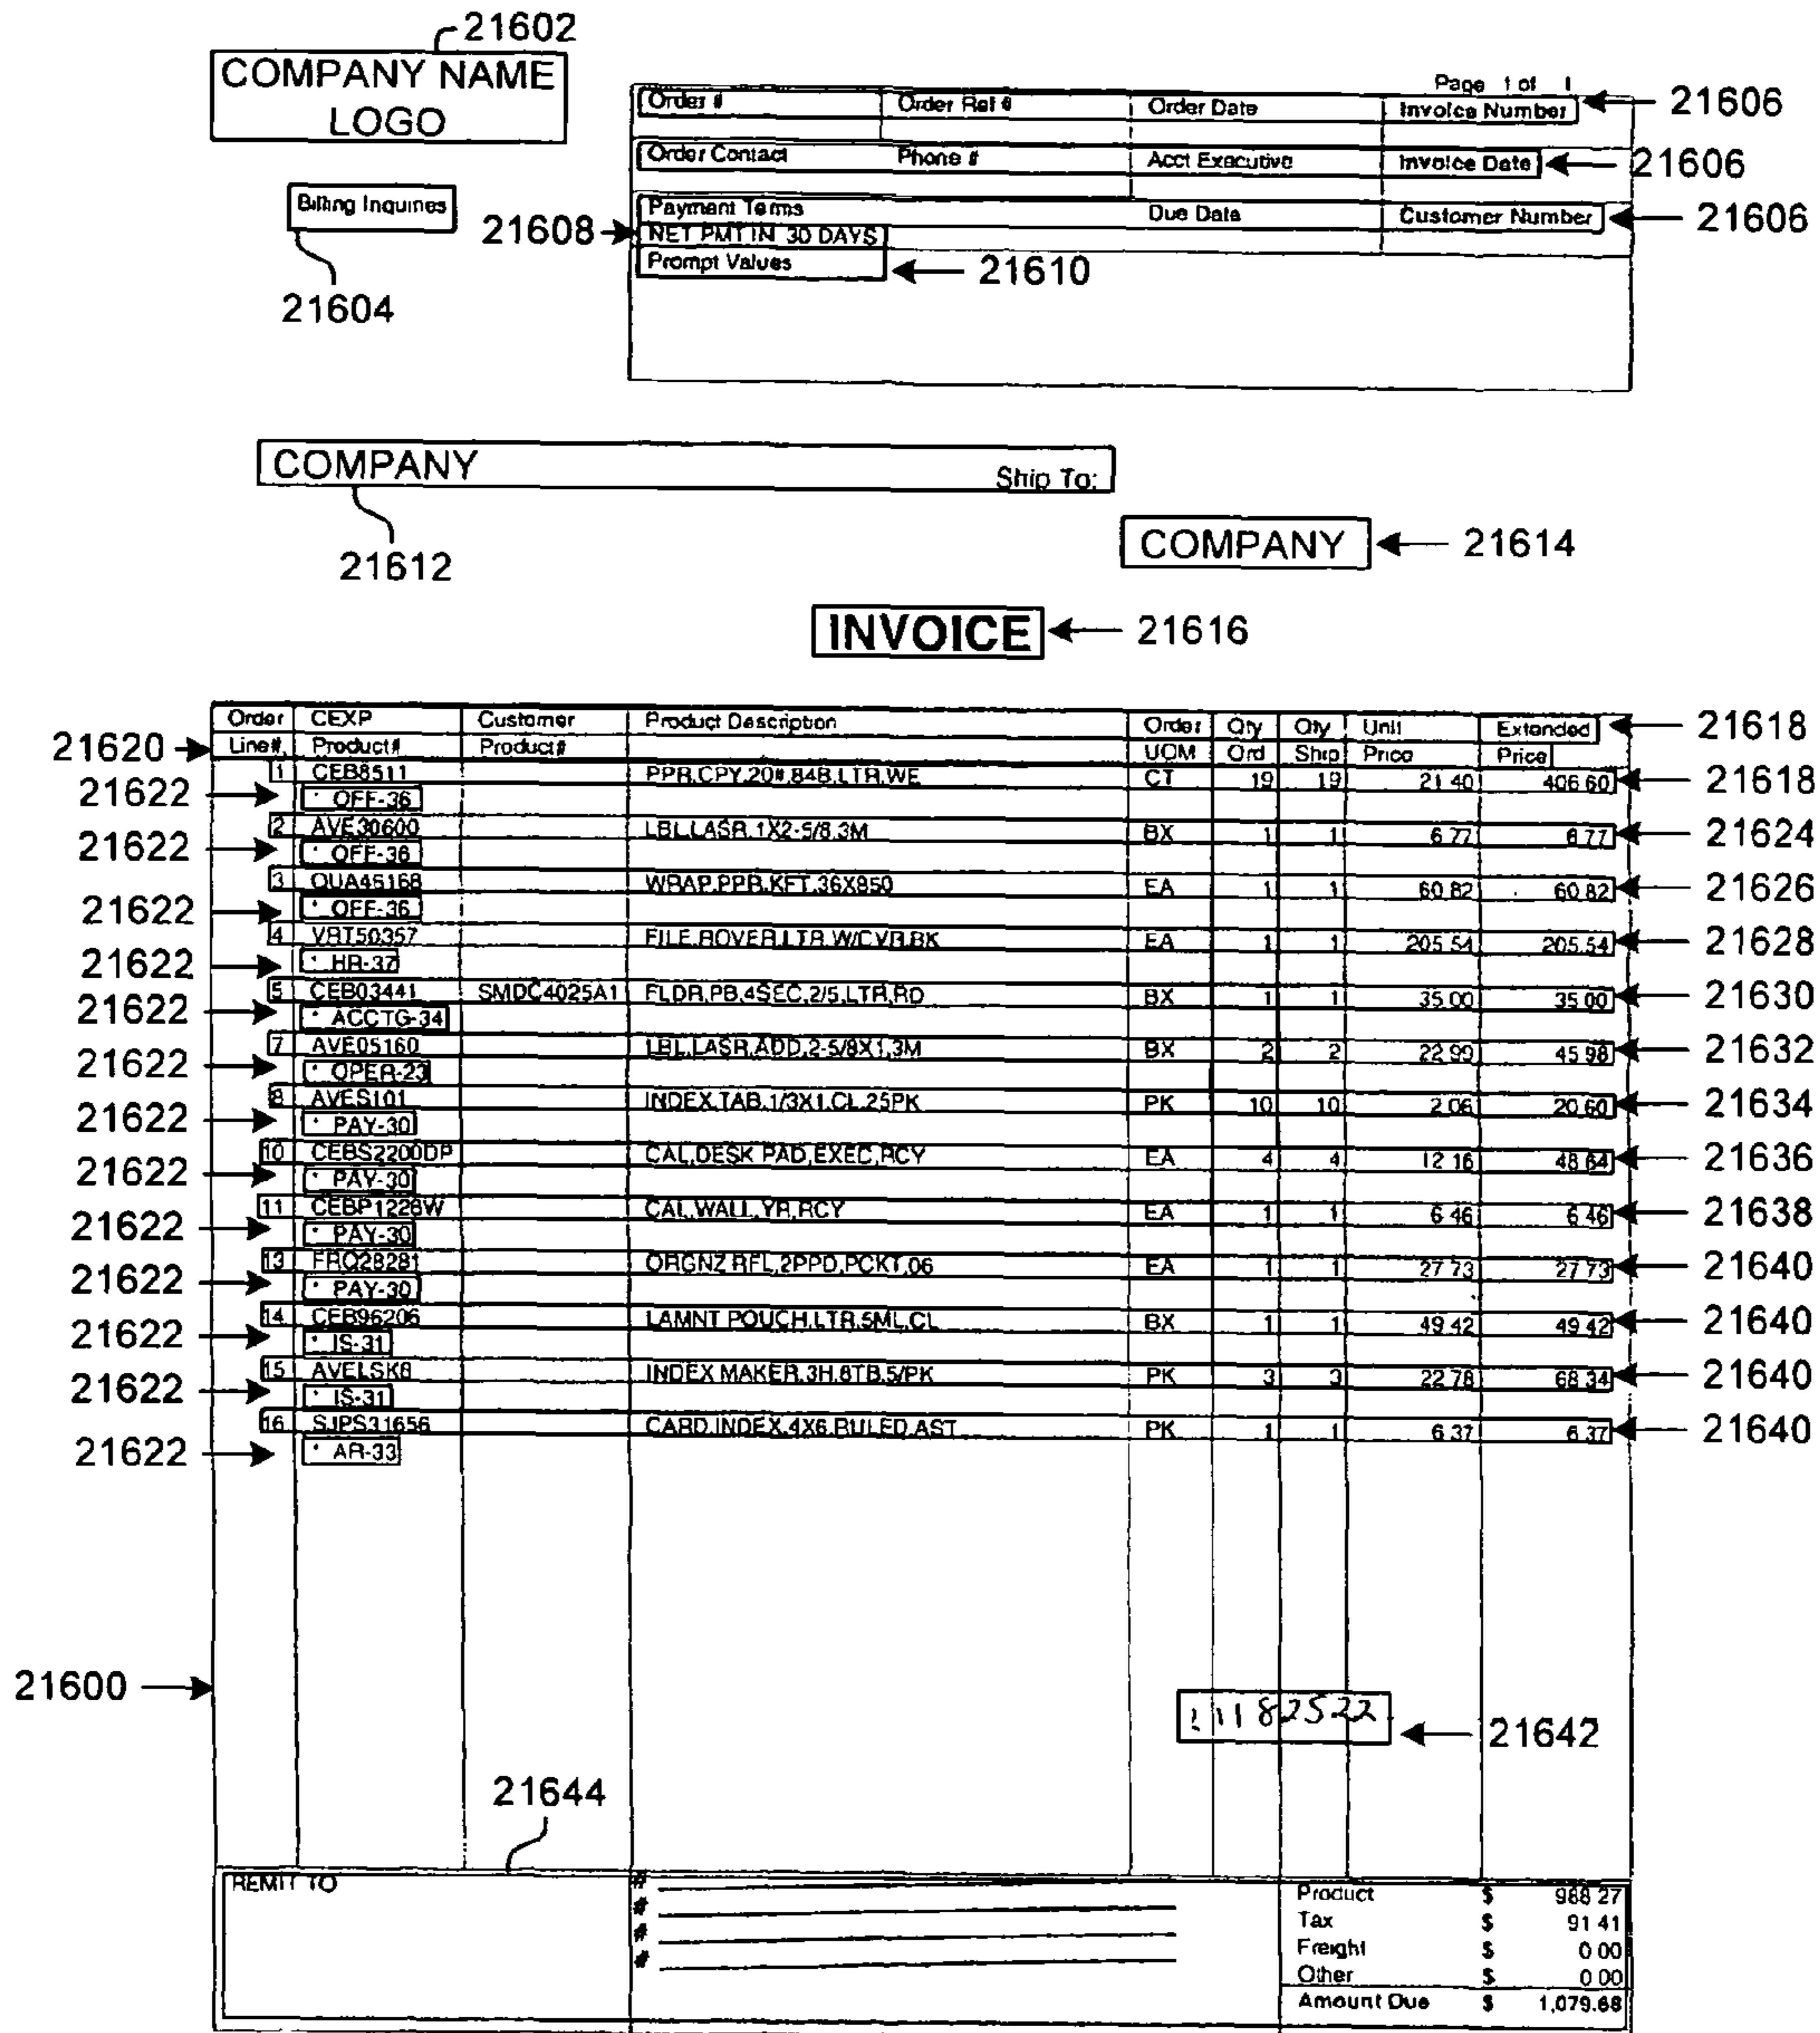 21602
COMPANY NAME
LOGO
Page 1 of 1
Order # Order Ref # Order Date Invoice Number 21606
Order Contact Phone # Acct Executive Invoice Date 21606
Billing Inquiries
Payment Terms Due Date Customer Number 21606
21608 NET PMT IN 30 DAYS
Prompt Values 21610
21604
COMPANY Ship To:
21612
COMPANY 21614
INVOICE 21616
Order CEXP Customer Product Description Order Qty Qty Unit Extended 21618
21620 Line#, Product# Product# UOM Ord Ship Price Price
1 CEB8511 PPR,CPY,20#,84B,LTR,WE CT 19 19 21 40 406 60 21618
21622 * OFF-36
2 AVE30600 LBL,LASR,1X2-5/8,3M BX 1 1 6 77 6 77 21624
21622 * OFF-36
3 QUA46168 WRAP,PPR,KFT,36X850 EA 1 1 60 82 60 82 21626
21622 * OFF-36
4 VRT50357 FILE,ROVER,LTR,W/CVR,BK EA 1 1 205 54 205.54 21628
21622 * HR-37
5 CEB03441 SMDC4025A1 FLDR,PB,4SEC,2/5,LTR,RD BX 1 1 35 00 35 00 21630
21622 * ACCTG-34
7 AVE05160 LBL,LASR,ADD,2-5/8X1,3M BX 2 2 22 99 45 98 21632
21622 * OPER-23
8 AVES101 INDEX,TAB,1/3X1,CL,25PK PK 10 10 2 06 20 60 21634
21622 * PAY-30
10 CEBS2200DP CAL,DESK PAD,EXEC,RCY EA 4 4 12 16 48 64 21636
21622 * PAY-30
11 CEBP1228W CAL,WALL,YR,RCY EA 1 1 6 46 6 46 21638
21622 * PAY-30
13 FRQ28281 ORGNZ RFL,2PPD,PCKT,06 EA 1 1 27 73 27 73 21640
21622 * PAY-30
14 CEB96206 LAMNT POUCH,LTR,5ML,CL BX 1 1 49 42 49 42 21640
21622 * IS-31
15 AVELSK8 INDEX MAKER,3H,8TB,5/PK PK 3 3 22 78 68 34 21640
21622 * IS-31
16 SJPS31656 CARD,INDEX,4X6,RULED,AST PK 1 1 6 37 6 37 21640
21622 * AR-33
21600
11182522
21642
21644
REMIT TO # Product $ 988 27
# Tax $ 91 41
# Freight $ 0 00
# Other $ 0 00
Amount Due $ 1,079.68